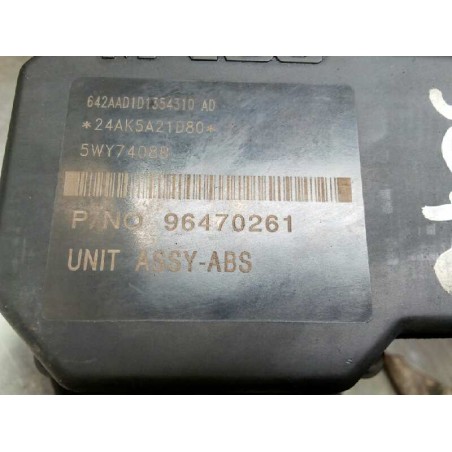 642AAD1D1354310 AD
*24AK5A21D80*
5WY7408B
P/NO 96470261
UNIT ASSY-ABS